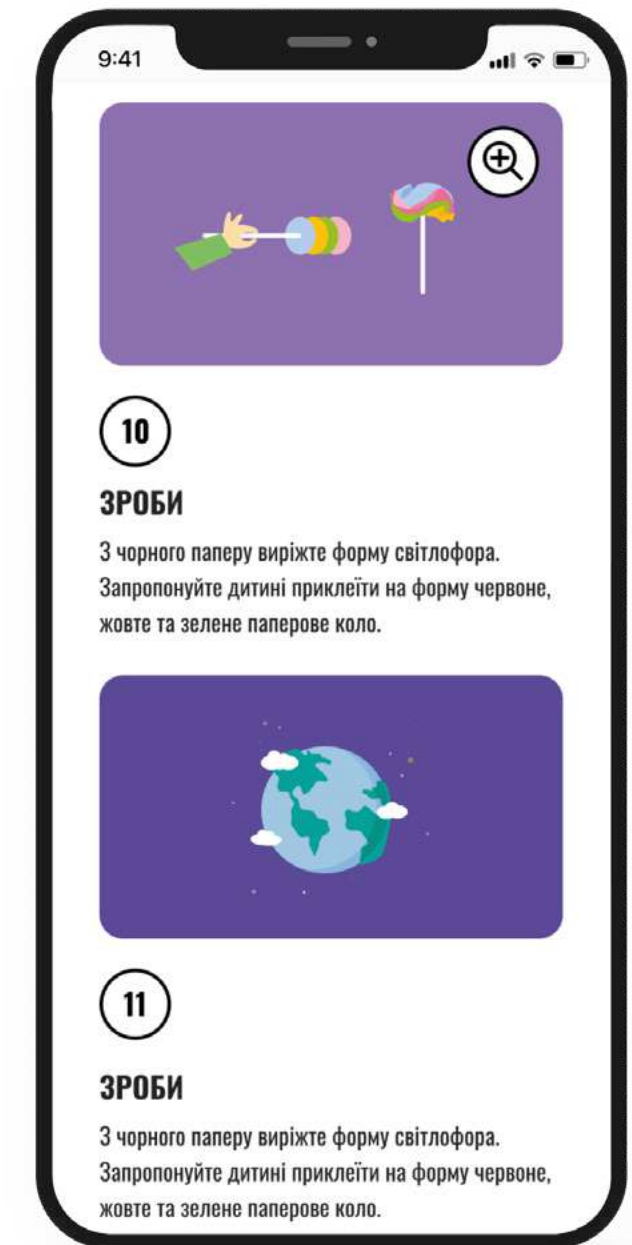 9:41
10
ЗРОБИ
З чорного паперу виріжте форму світлофора.
Запропонуйте дитині приклеїти на форму червоне,
жовте та зелене паперове коло.
11
ЗРОБИ
З чорного паперу виріжте форму світлофора.
Запропонуйте дитині приклеїти на форму червоне,
жовте та зелене паперове коло.